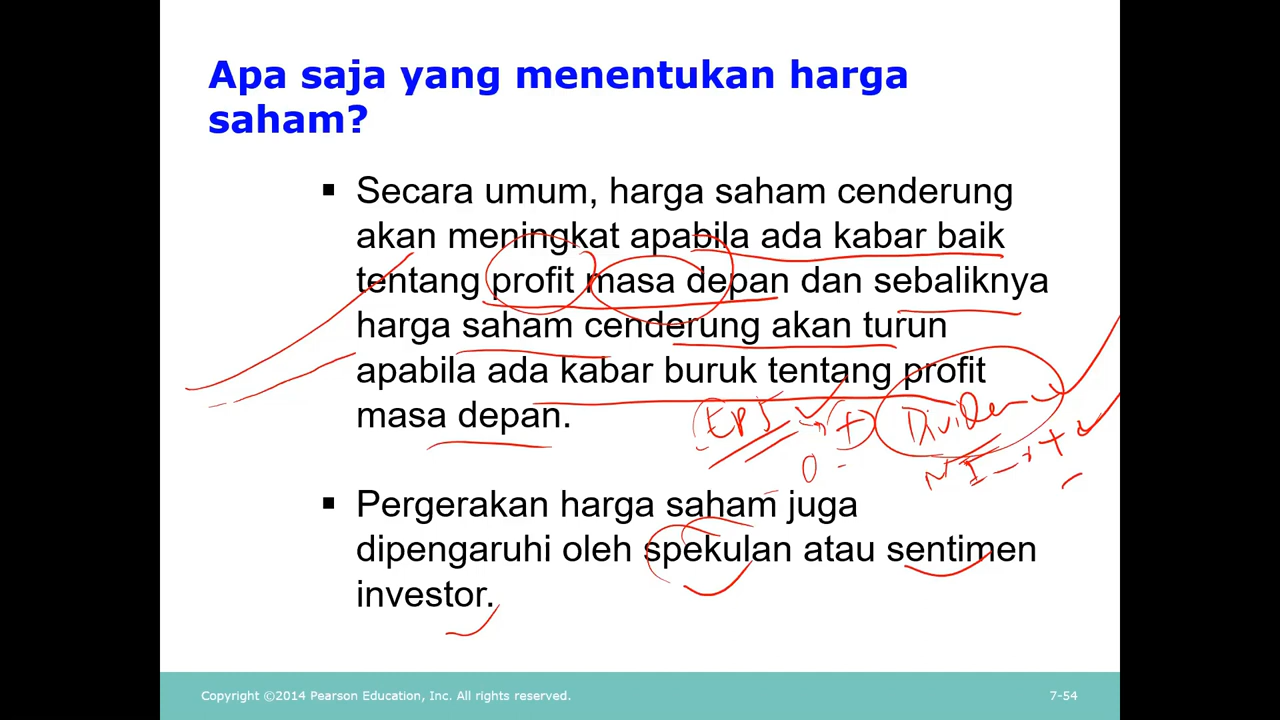 Apa saja yang menentukan harga
saham?
▪ Secara umum, harga saham cenderung
akan meningkat apabila ada kabar baik
tentang profit masa depan dan sebaliknya
harga saham cenderung akan turun
apabila ada kabar buruk tentang profit
masa depan.
EPS
Dividen
▪ Pergerakan harga saham juga
dipengaruhi oleh spekulan atau sentimen
investor.
Copyright ©2014 Pearson Education, Inc. All rights reserved.
7-54